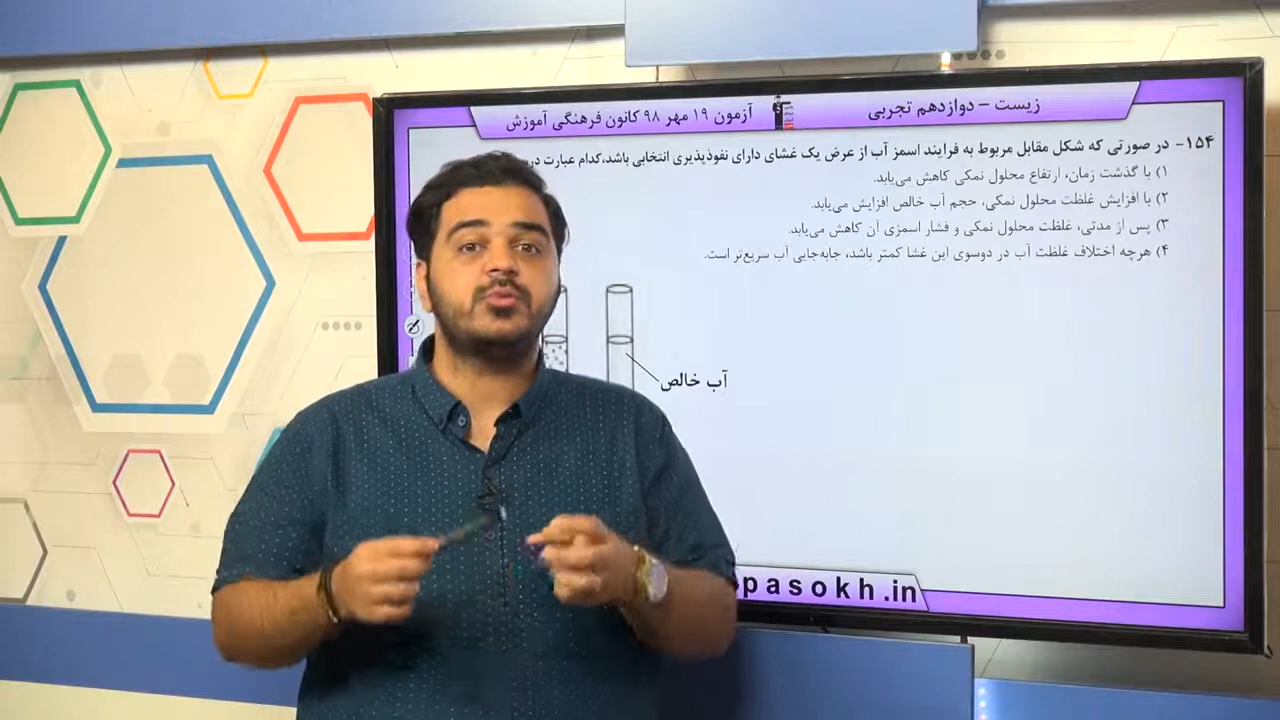 زیست – دوازدهم تجربی
آزمون ۱۹ مهر ۹۸ کانون فرهنگی آموزش
۱۵۴- در صورتی که شکل مقابل مربوط به فرایند اسمز آب از عرض یک غشای دارای نفوذپذیری انتخابی باشد،کدام عبارت
۱) با گذشت زمان، ارتفاع محلول نمکی کاهش می‌یابد.
۲) با افزایش غلظت محلول نمکی، حجم آب خالص افزایش می‌یابد.
۳) پس از مدتی، غلظت محلول نمکی و فشار اسمزی آن کاهش می‌یابد.
۴) هرچه اختلاف غلظت آب در دوسوی این غشا کمتر باشد، جابه‌جایی آب سریع‌تر است.
آب خالص
pasokh.in